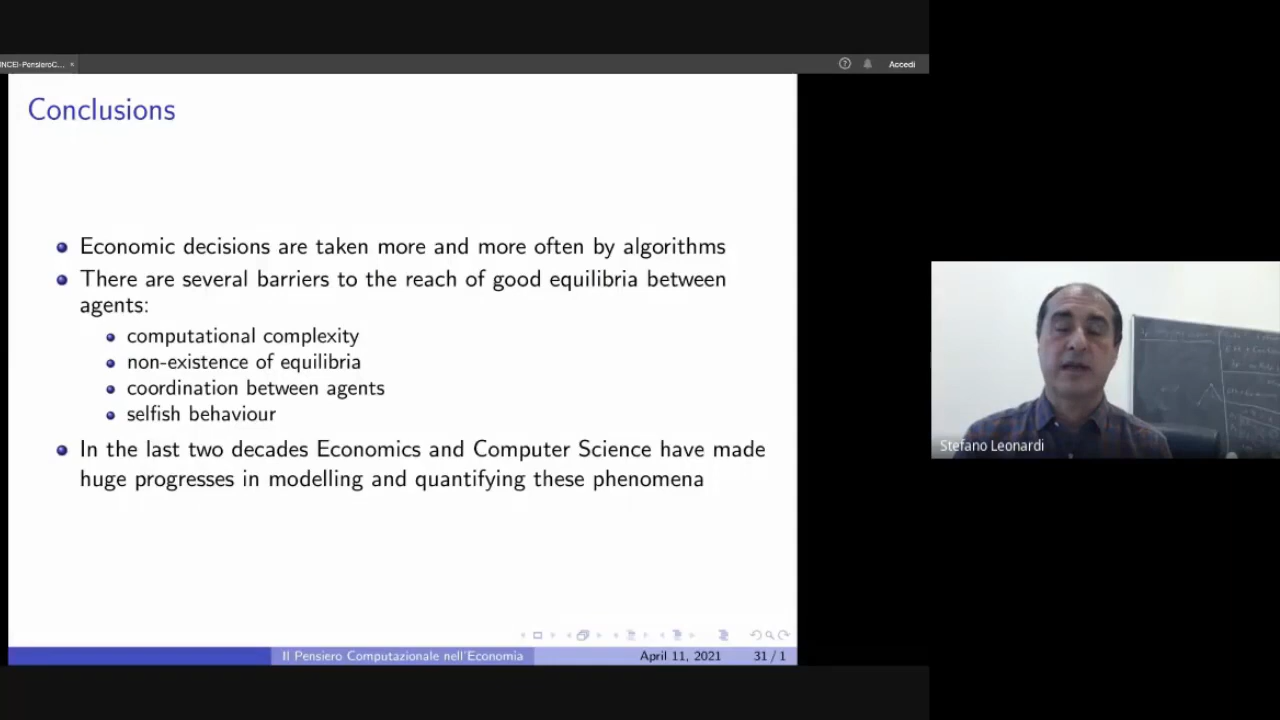 INCEI-PensieroC... ×
? Accedi
Conclusions
Economic decisions are taken more and more often by algorithms
There are several barriers to the reach of good equilibria between
agents:
computational complexity
non-existence of equilibria
coordination between agents
selfish behaviour
In the last two decades Economics and Computer Science have made
huge progresses in modelling and quantifying these phenomena
Il Pensiero Computazionale nell'Economia April 11, 2021 31 / 1
Stefano Leonardi